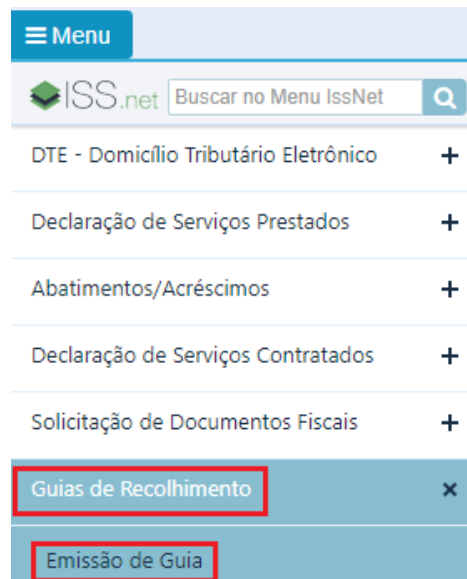 Menu
ISS.net Buscar no Menu IssNet
DTE - Domicílio Tributário Eletrônico
Declaração de Serviços Prestados
Abatimentos/Acréscimos
Declaração de Serviços Contratados
Solicitação de Documentos Fiscais
Guias de Recolhimento
Emissão de Guia